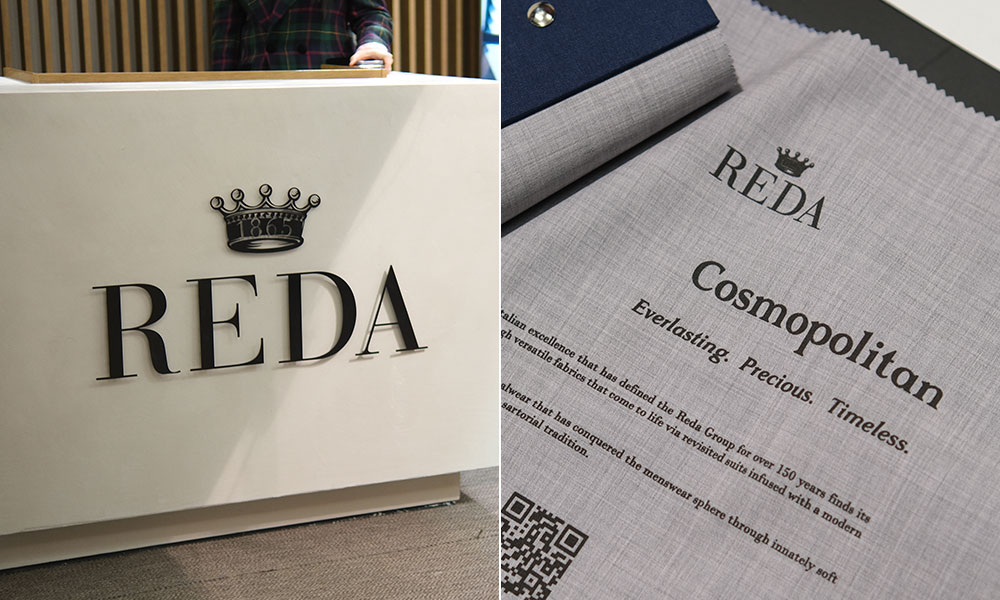 1865
REDA
REDA
Cosmopolitan
Everlasting. Precious. Timeless.
excellence that has defined the Reda Group for over 150 years finds its
versatile fabrics that come to life via revisited suits infused with a modern
that has conquered the menswear sphere through innately soft
sartorial tradition.